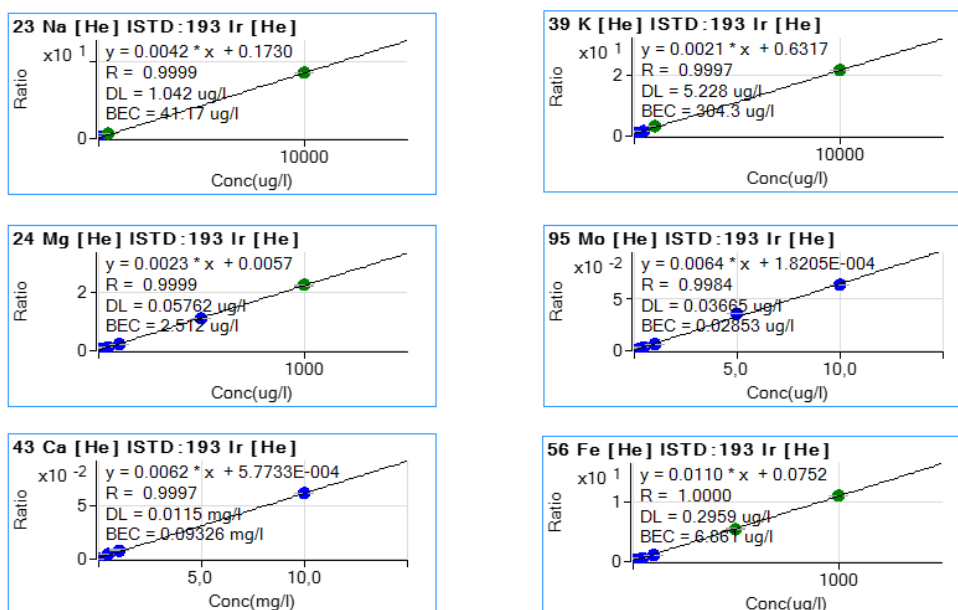 23 Na [He] ISTD:193 Ir [He]
x10 1
y = 0.0042 * x + 0.1730
R = 0.9999
DL = 1.042 ug/l
BEC = 41.17 ug/l
Ratio
0
10000
Conc(ug/l)
39 K [He] ISTD:193 Ir [He]
x10 1
y = 0.0021 * x + 0.6317
R = 0.9997
2
DL = 5.228 ug/l
BEC = 304.3 ug/l
Ratio
0
10000
Conc(ug/l)
24 Mg [He] ISTD:193 Ir [He]
y = 0.0023 * x + 0.0057
R = 0.9999
2
DL = 0.05762 ug/l
BEC = 2.512 ug/l
Ratio
0
1000
Conc(ug/l)
95 Mo [He] ISTD:193 Ir [He]
x10 -2
y = 0.0064 * x + 1.8205E-004
R = 0.9984
5
DL = 0.03665 ug/l
BEC = 0.02853 ug/l
Ratio
0
5,0 10,0
Conc(ug/l)
43 Ca [He] ISTD:193 Ir [He]
x10 -2
y = 0.0062 * x + 5.7733E-004
R = 0.9997
5
DL = 0.0115 mg/l
BEC = 0.09326 mg/l
Ratio
0
5,0 10,0
Conc(mg/l)
56 Fe [He] ISTD:193 Ir [He]
x10 1
y = 0.0110 * x + 0.0752
R = 1.0000
1
DL = 0.2959 ug/l
BEC = 6.861 ug/l
Ratio
0
1000
Conc(ug/l)